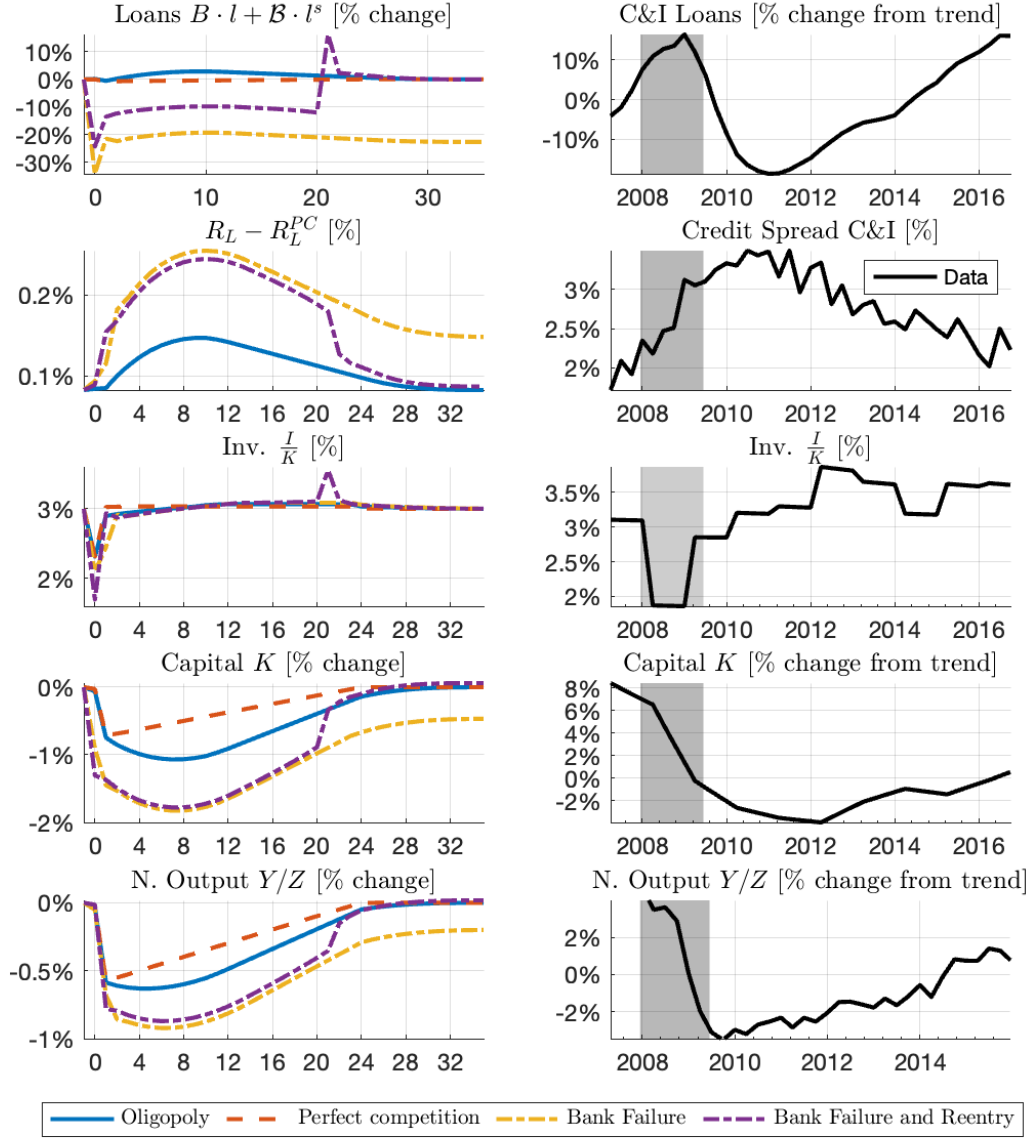 Loans B · l + ℬ · l^s [% change]
10%
0%
-10%
-20%
-30%
0 10 20 30
C&I Loans [% change from trend]
10%
0%
-10%
2008 2010 2012 2014 2016
R_L − R_L^{PC} [%]
0.2%
0.1%
0 4 8 12 16 20 24 28 32
Credit Spread C&I [%]
Data
3%
2.5%
2%
2008 2010 2012 2014 2016
Inv. I/K [%]
3%
2%
0 4 8 12 16 20 24 28 32
Inv. I/K [%]
3.5%
3%
2.5%
2%
2008 2010 2012 2014 2016
Capital K [% change]
0%
-1%
-2%
0 4 8 12 16 20 24 28 32
Capital K [% change from trend]
8%
6%
4%
2%
0%
-2%
2008 2010 2012 2014 2016
N. Output Y/Z [% change]
0%
-0.5%
-1%
0 4 8 12 16 20 24 28 32
N. Output Y/Z [% change from trend]
2%
0%
-2%
2008 2010 2012 2014
Oligopoly Perfect competition Bank Failure Bank Failure and Reentry